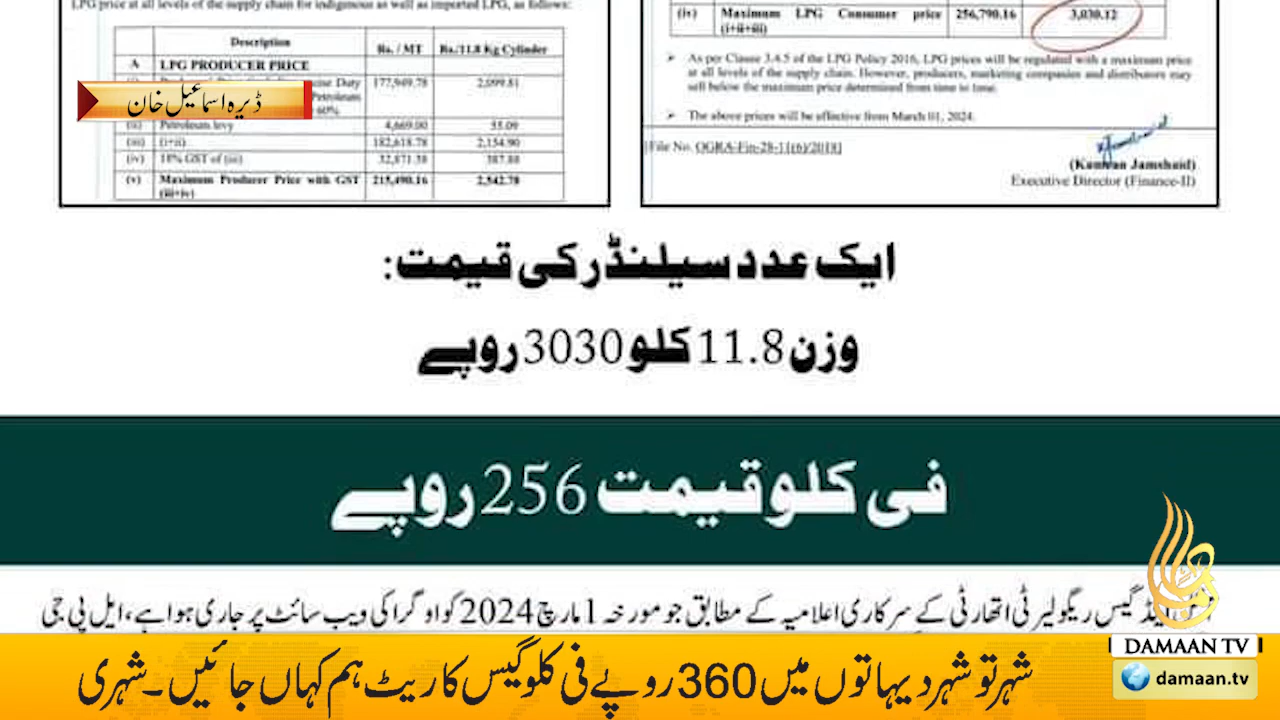 LPG price at all levels of the supply chain for indigenous as well as imported LPG, as follows:
Description Rs. / MT Rs./11.8 Kg Cylinder
A LPG PRODUCER PRICE
Duty 177,949.78 2,099.81
Petroleum
60%
(ii) Petroleum levy 4,669.00 55.09
(iii) (i+ii) 182,618.78 2,154.90
(iv) 18% GST of (iii) 32,871.38 387.88
(v) Maximum Producer Price with GST 215,490.16 2,542.78
(iii+iv)
(iv) Maximum LPG Consumer price 256,790.16 3,030.12
(i+ii+iii)
➢ As per Clause 3.4.5 of the LPG Policy 2016, LPG prices will be regulated with a maximum price
at all levels of the supply chain. However, producers, marketing companies and distributors may
sell below the maximum price determined from time to time.
➢ The above prices will be effective from March 01, 2024.
[File No. OGRA-Fin-28-11(6)/2018]
(Kamran Jamshaid)
Executive Director (Finance-II)
ڈیرہ اسماعیل خان
ایک عدد سیلنڈر کی قیمت:
وزن 11.8 کلو 3030 روپے
فی کلو قیمت 256 روپے
اینڈ گیس ریگولیرٹی اتھارٹی کے سرکاری اعلامیہ کے مطابق جو مورخہ 1 مارچ 2024 کو اوگرا کی ویب سائٹ پر جاری ہوا ہے، ایل پی جی
شہر تو شہر دیہاتوں میں 360 روپے فی کلو گیس کا ریٹ ہم کہاں جائیں۔ شہری
DAMAAN TV
damaan.tv